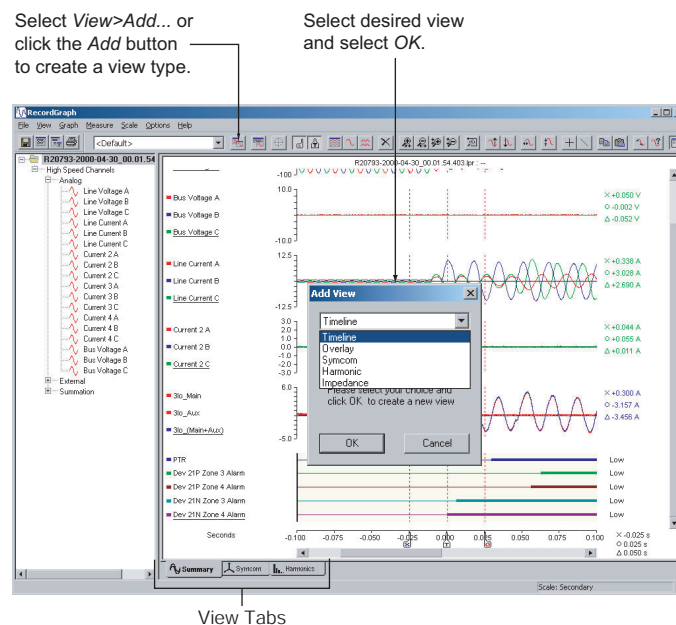 Select View>Add... or
click the Add button
to create a view type.
Select desired view
and select OK.
RecordGraph
File View Graph Measure Scale Options Help
<Default>
R20793-2000-04-30_00.01.54
High Speed Channels
Analog
Line Voltage A
Line Voltage B
Line Voltage C
Line Current A
Line Current B
Line Current C
Current 2 A
Current 2 B
Current 2 C
Current 3 A
Current 3 B
Current 3 C
Current 4 A
Current 4 B
Current 4 C
Bus Voltage A
Bus Voltage B
Bus Voltage C
External
Summation
R20793-2000-04-30_00.01.54.403.lpr : --
-100
10.0
Bus Voltage A
Bus Voltage B
Bus Voltage C
-10.0
×+0.050 V
○-0.002 V
△-0.052 V
12.5
Line Current A
Line Current B
Line Current C
-12.5
×+0.338 A
○+3.028 A
△+2.690 A
3.0
2.0
1.0
0.0
-1.0
-2.0
-3.0
Current 2 A
Current 2 B
Current 2 C
×+0.044 A
○+0.055 A
△+0.011 A
6.0
3Io_Main
3Io_Aux
3Io_(Main+Aux)
-5.0
×+0.300 A
○-3.157 A
△-3.456 A
Add View
Timeline
Timeline
Overlay
Symcom
Harmonic
Impedance
Please select your choice and
click OK to create a new view
OK Cancel
PTR Low
Dev 21P Zone 3 Alarm Low
Dev 21P Zone 4 Alarm Low
Dev 21N Zone 3 Alarm Low
Dev 21N Zone 4 Alarm Low
Seconds -0.100 -0.075 -0.050 -0.025 0.000 0.025 0.050 0.075 0.100
× -0.025 s
○ 0.025 s
△ 0.050 s
Summary Symcom Harmonics
Scale: Secondary
View Tabs